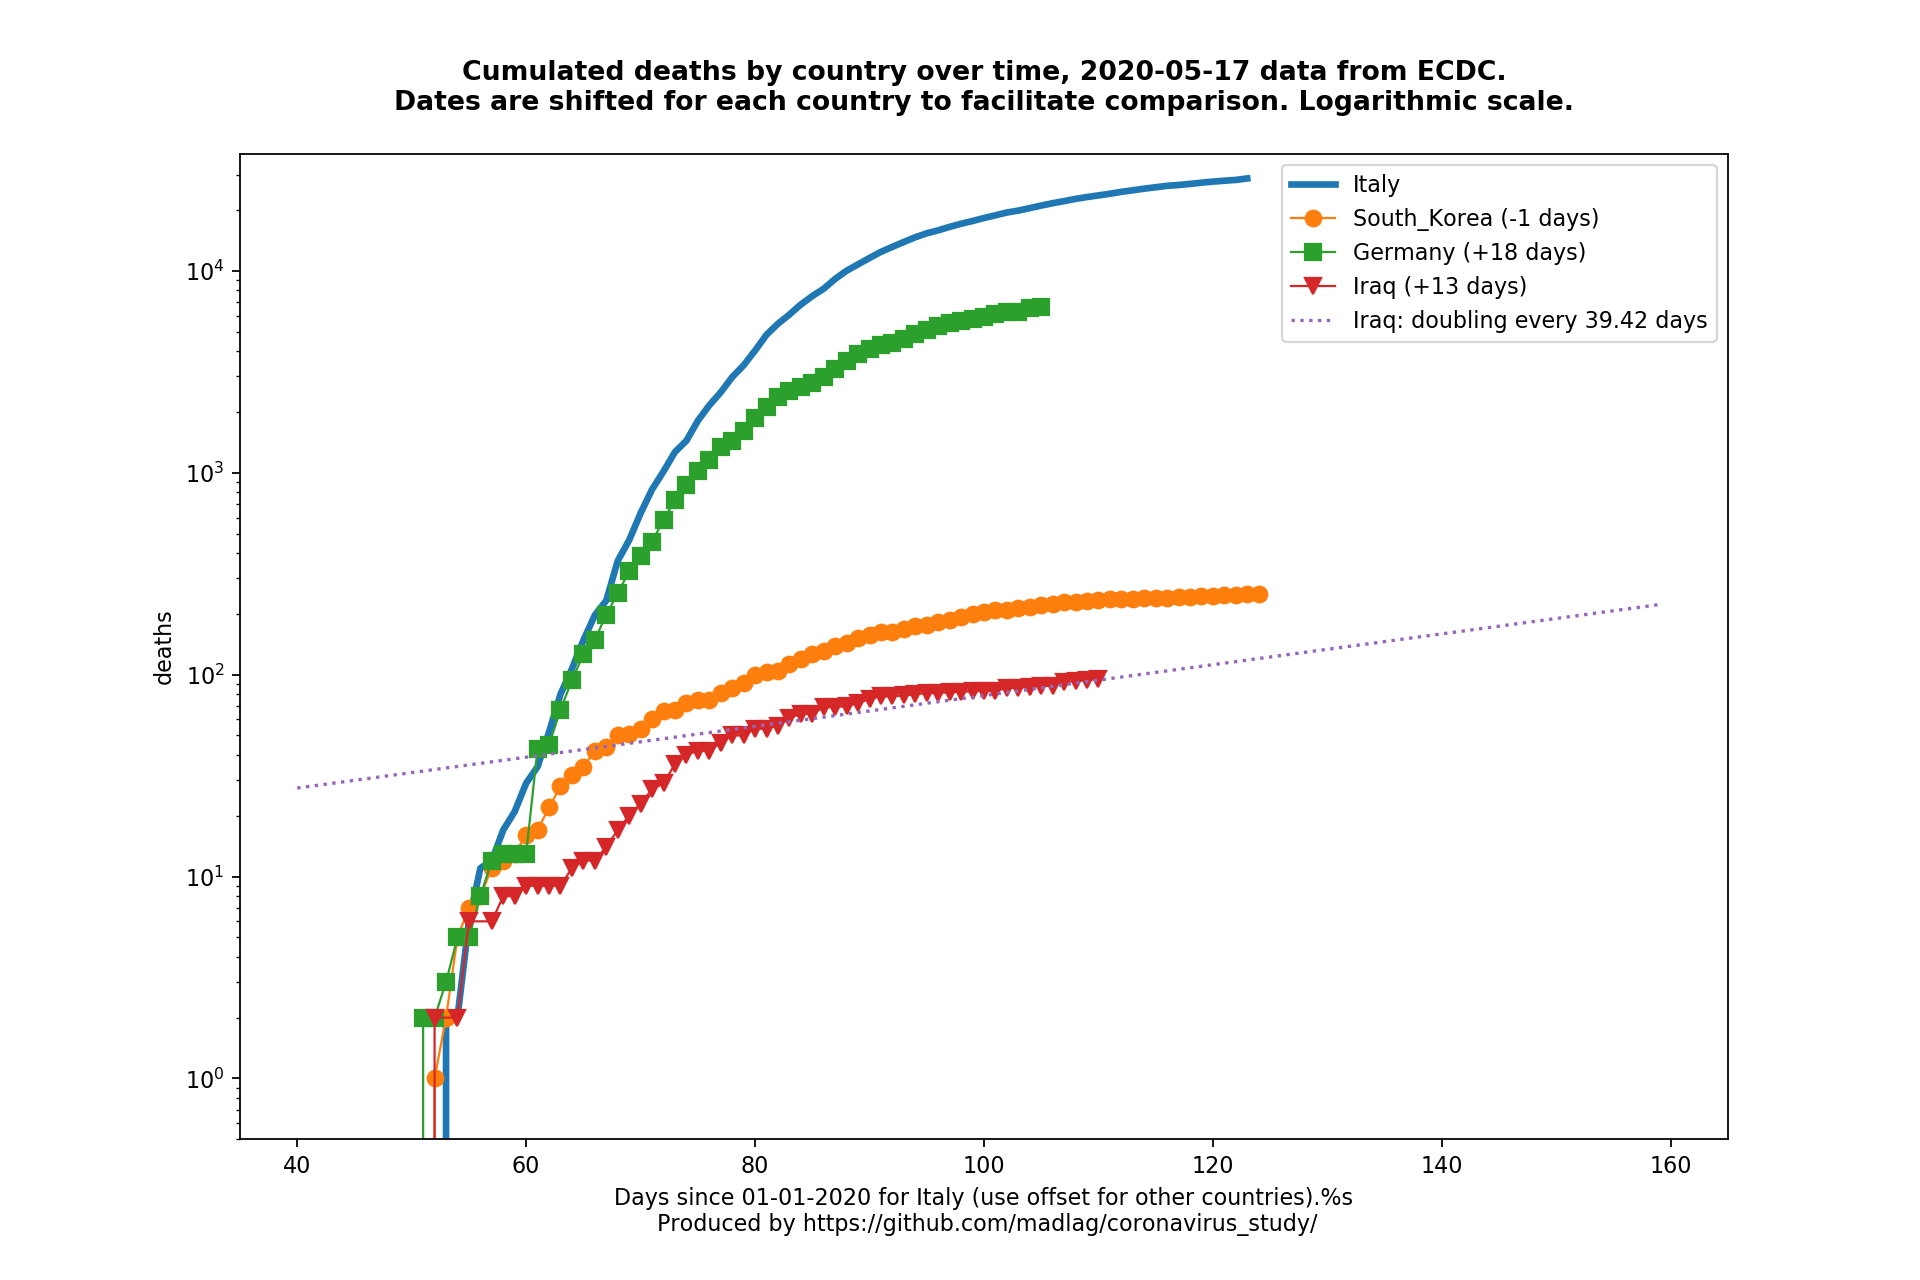 Cumulated deaths by country over time, 2020-05-17 data from ECDC.
Dates are shifted for each country to facilitate comparison. Logarithmic scale.
Italy
South_Korea (-1 days)
Germany (+18 days)
Iraq (+13 days)
Iraq: doubling every 39.42 days
deaths
10⁴
10³
10²
10¹
10⁰
40 60 80 100 120 140 160
Days since 01-01-2020 for Italy (use offset for other countries).%s
Produced by https://github.com/madlag/coronavirus_study/